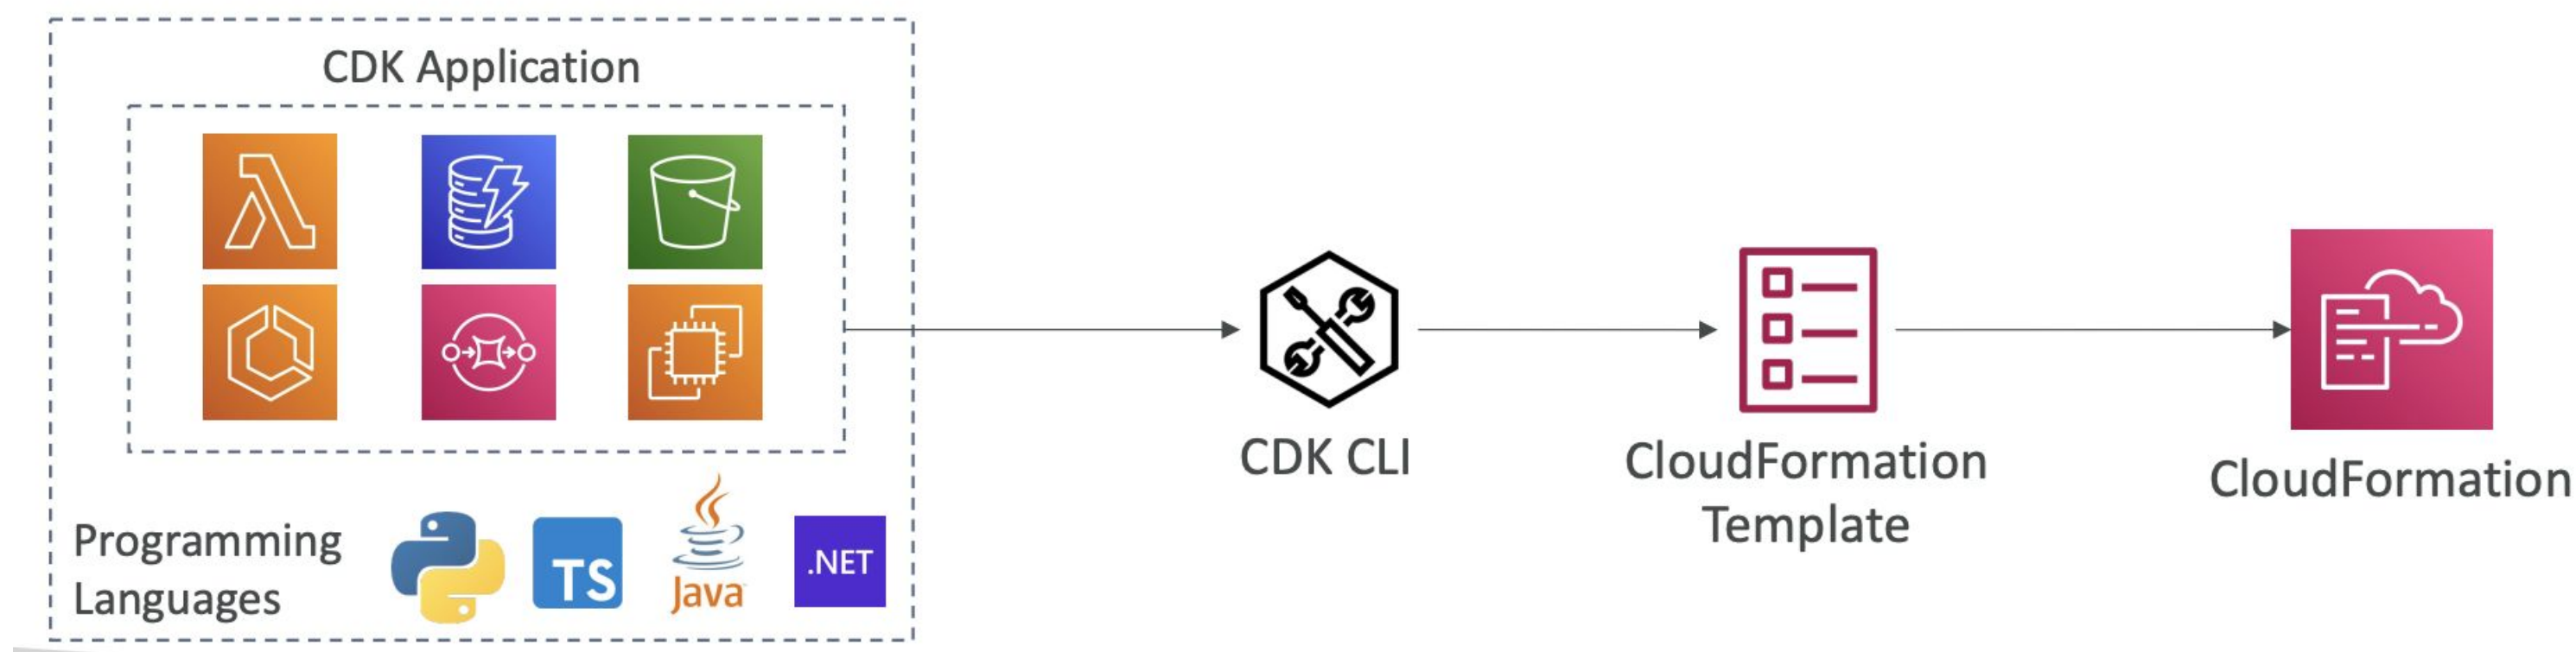 CDK Application
Programming
Languages
TS
Java
.NET
CDK CLI
CloudFormation
Template
CloudFormation